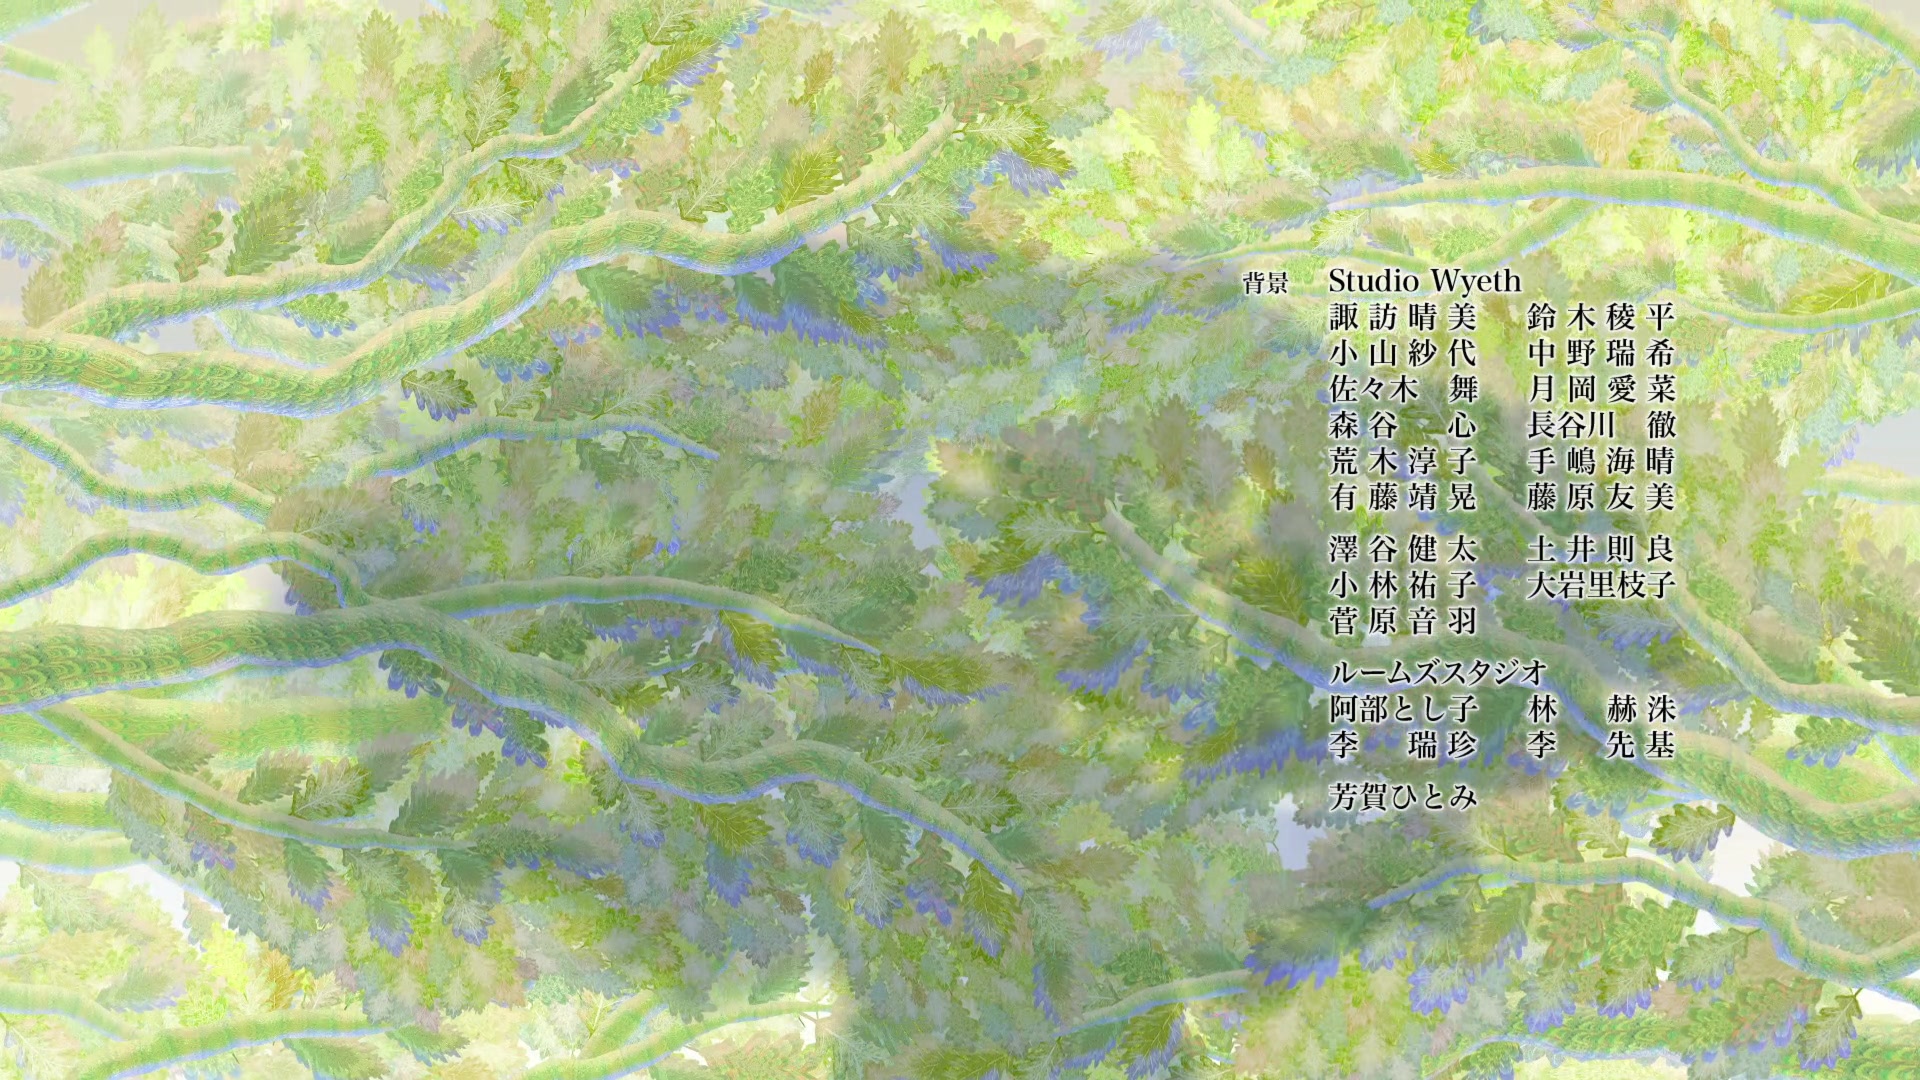 背景 Studio Wyeth
諏訪晴美 鈴木稜平
小山紗代 中野瑞希
佐々木 舞 月岡愛菜
森谷 心 長谷川 徹
荒木淳子 手嶋海晴
有藤靖晃 藤原友美
澤谷健太 土井則良
小林祐子 大岩里枝子
菅原音羽
ルームズスタジオ
阿部とし子 林 赫洙
李 瑞珍 李 先基
芳賀ひとみ